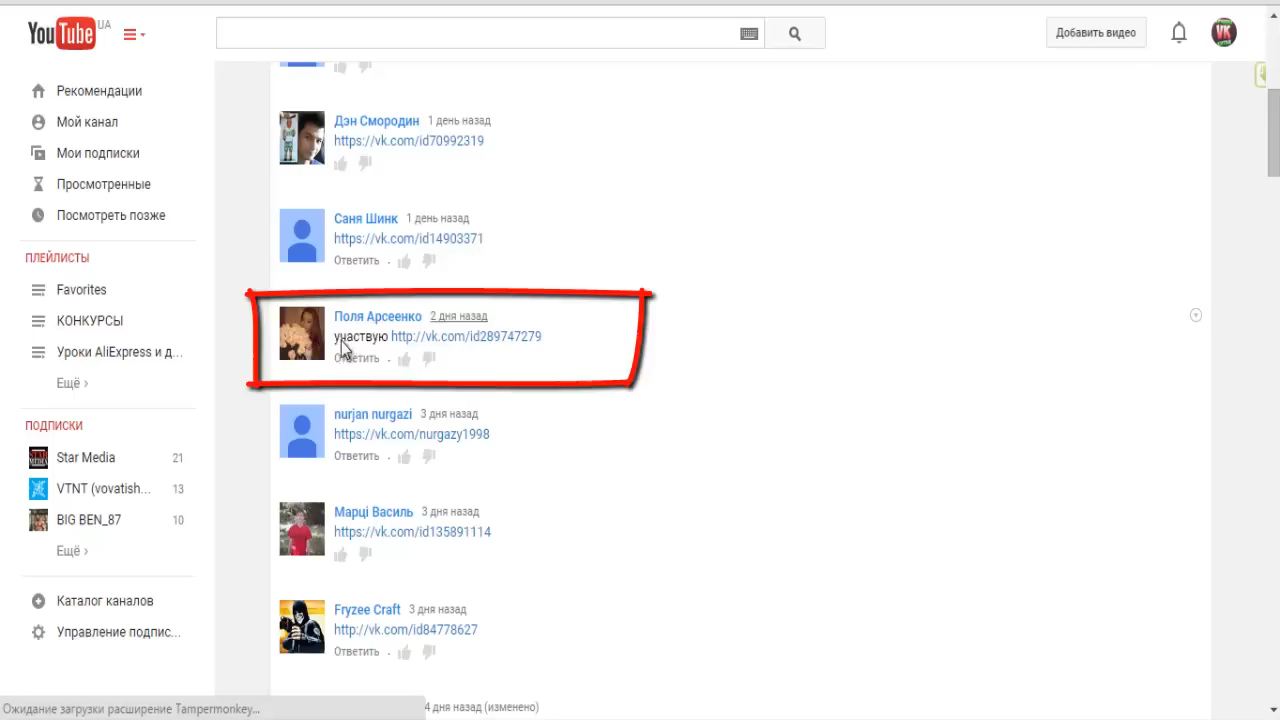 YouTube UA
Добавить видео
VK
Рекомендации
Мой канал
Мои подписки
Просмотренные
Посмотреть позже
ПЛЕЙЛИСТЫ
Favorites
КОНКУРСЫ
Уроки AliExpress и д...
Ещё ›
ПОДПИСКИ
Star Media 21
VTNT (vovatish... 13
BIG BEN_87 10
Ещё ›
Каталог каналов
Управление подпис...
Дэн Смородин 1 день назад
https://vk.com/id70992319
Саня Шинк 1 день назад
https://vk.com/id14903371
Ответить
Поля Арсеенко 2 дня назад
участвую http://vk.com/id289747279
Ответить
nurjan nurgazi 3 дня назад
https://vk.com/nurgazy1998
Ответить
Марці Василь 3 дня назад
https://vk.com/id135891114
Fryzee Craft 3 дня назад
http://vk.com/id84778627
Ответить
4 дня назад (изменено)
Ожидание загрузки расширение Tampermonkey...